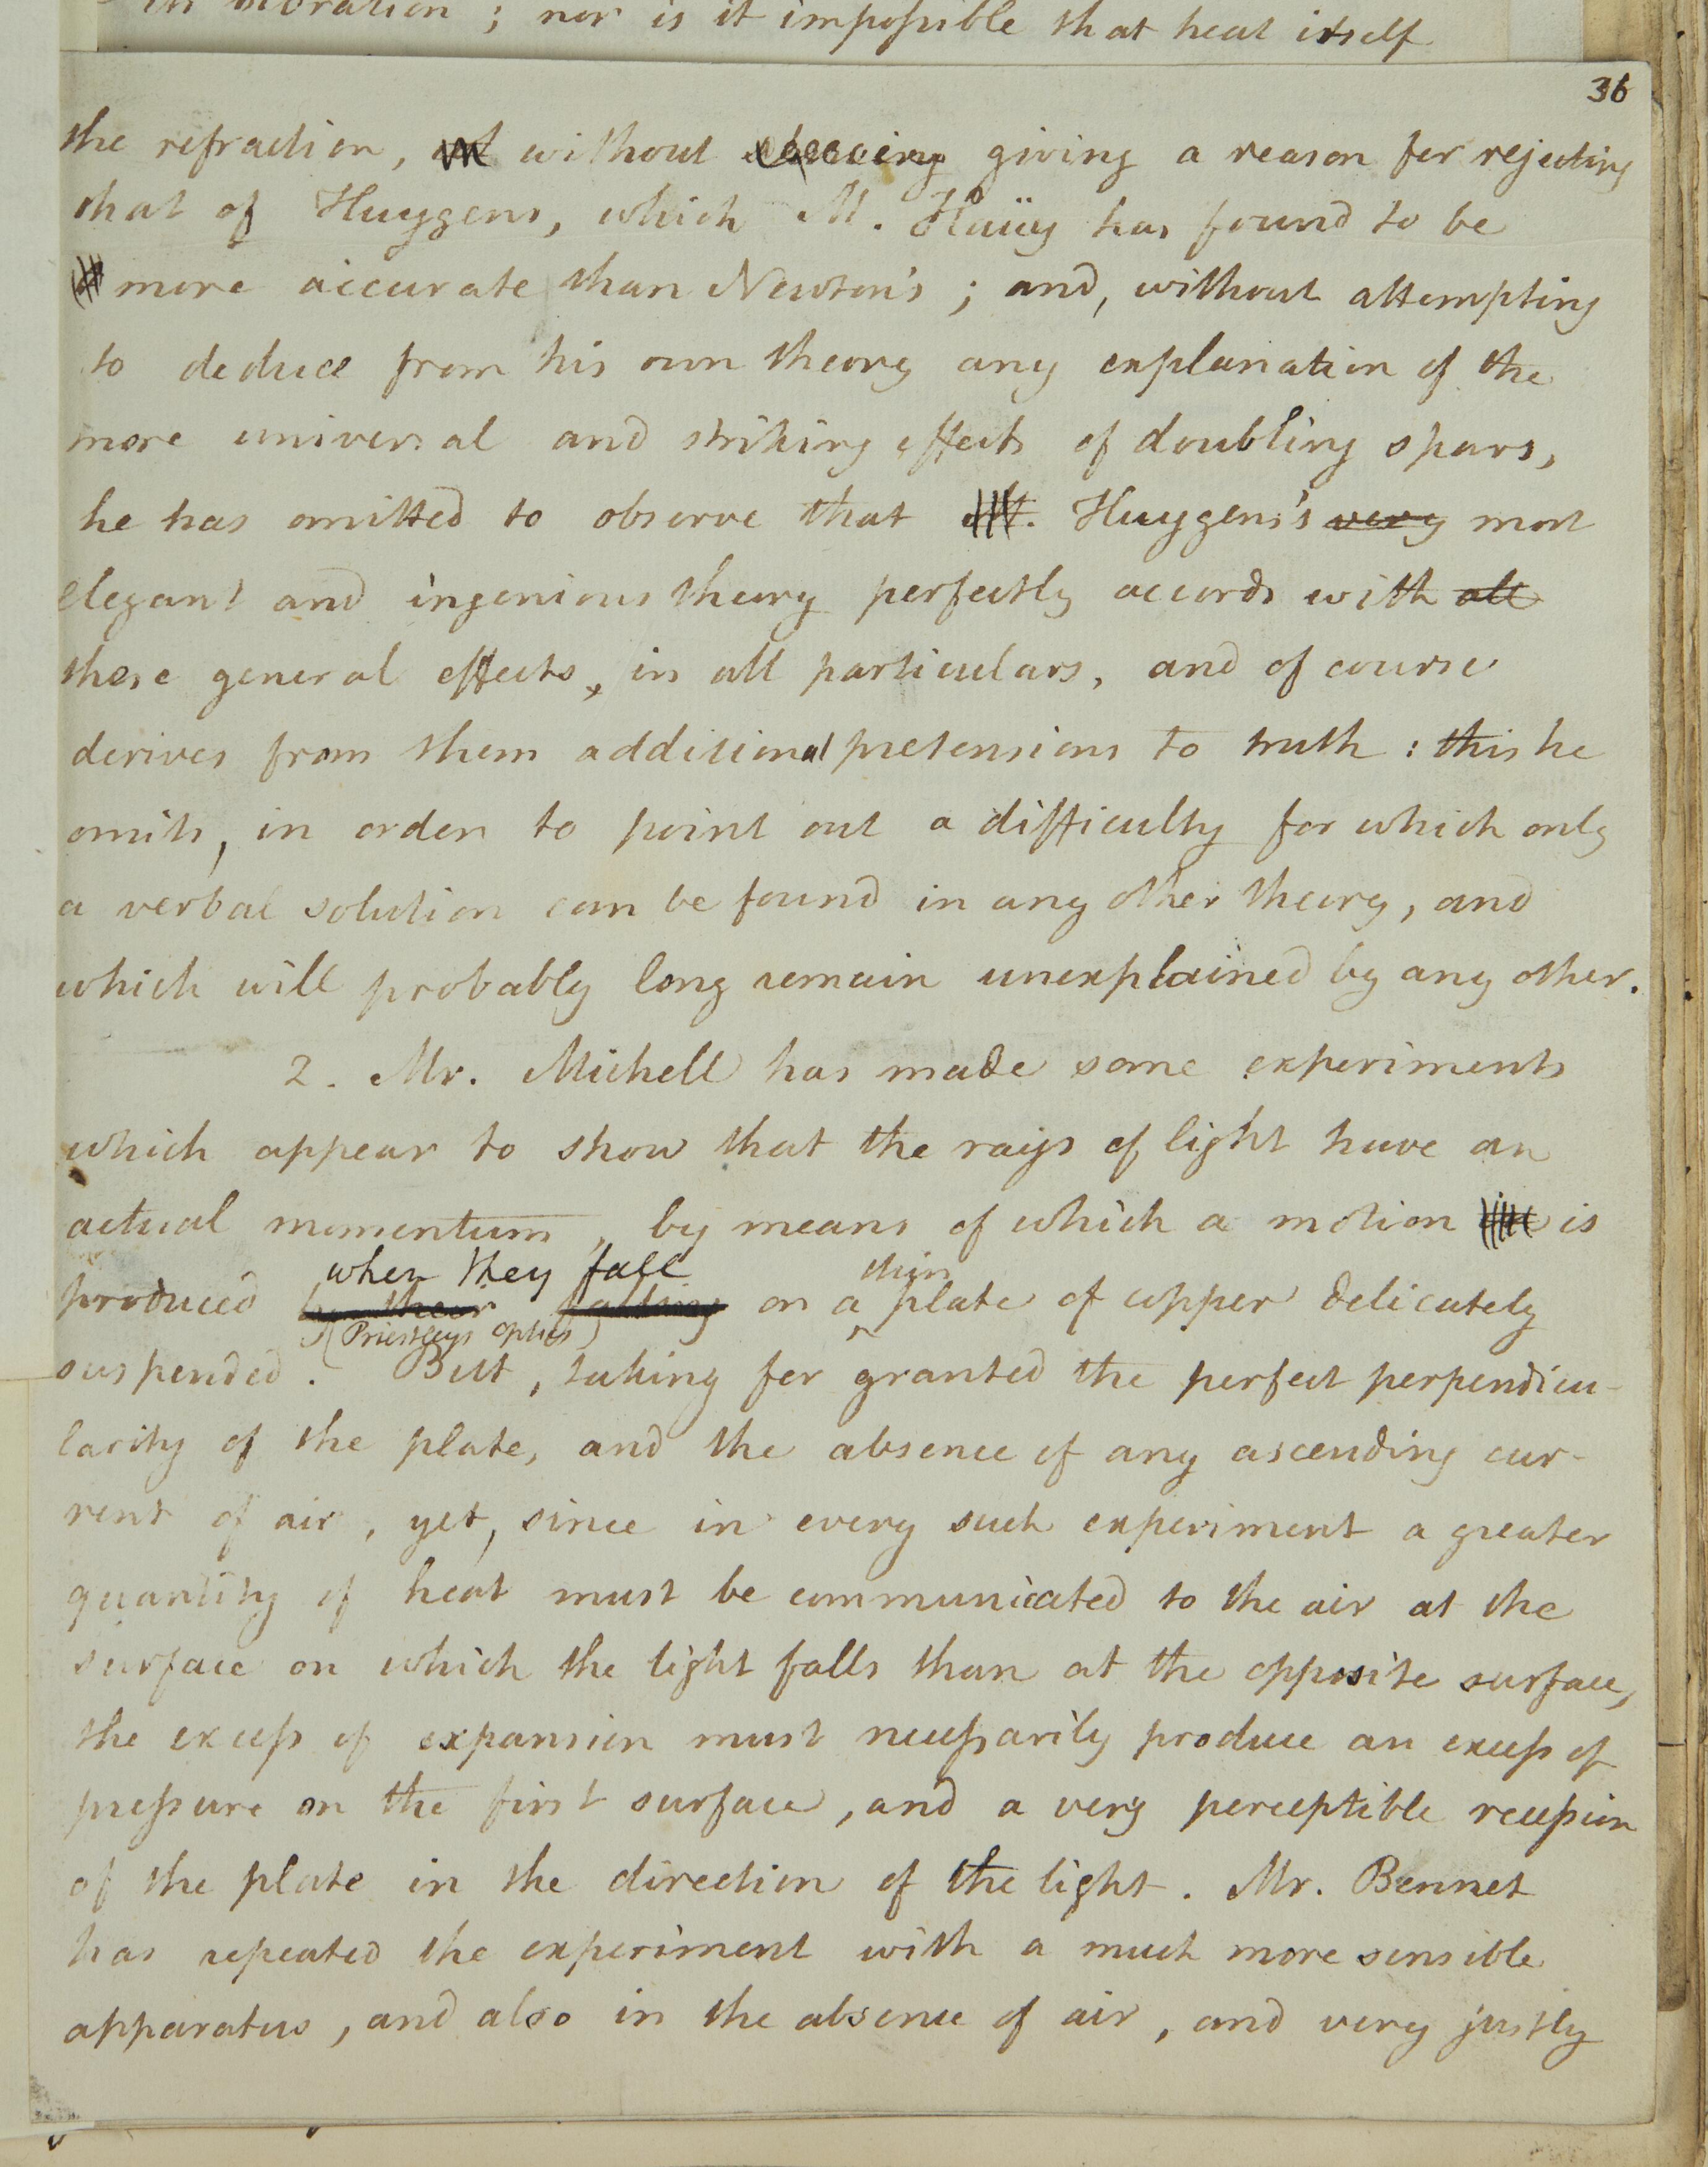 in vibration ; nor is it impossible that heat itself
36
the refraction, without giving a reason for rejecting
that of Huygens, which M. Haüy has found to be
more accurate than Newton's ; and, without attempting
to deduce from his own theory any explanation of the
more universal and striking effects of doubling spars,
he has omitted to observe that Huygens's very most
elegant and ingenious theory perfectly accords with all
these general effects, in all particulars, and of course
derives from them additional pretensions to truth : this he
omits, in order to point out a difficulty for which only
a verbal solution can be found in any other theory, and
which will probably long remain unexplained by any other.
2. Mr. Michell has made some experiments
which appear to show that the rays of light have an
actual momentum, by means of which a motion is
when they fall thin
produced by their falling on a plate of copper delicately
(Priestleys optics)
suspended. But, taking for granted the perfect perpendicu-
larity of the plate, and the absence of any ascending cur-
rent of air, yet, since in every such experiment a greater
quantity of heat must be communicated to the air at the
surface on which the light falls than at the opposite surface,
the excess of expansion must necessarily produce an excess of
pressure on the first surface, and a very perceptible recession
of the plate in the direction of the light. Mr. Bennet
has repeated the experiment with a much more sensible
apparatus, and also in the absence of air, and very justly